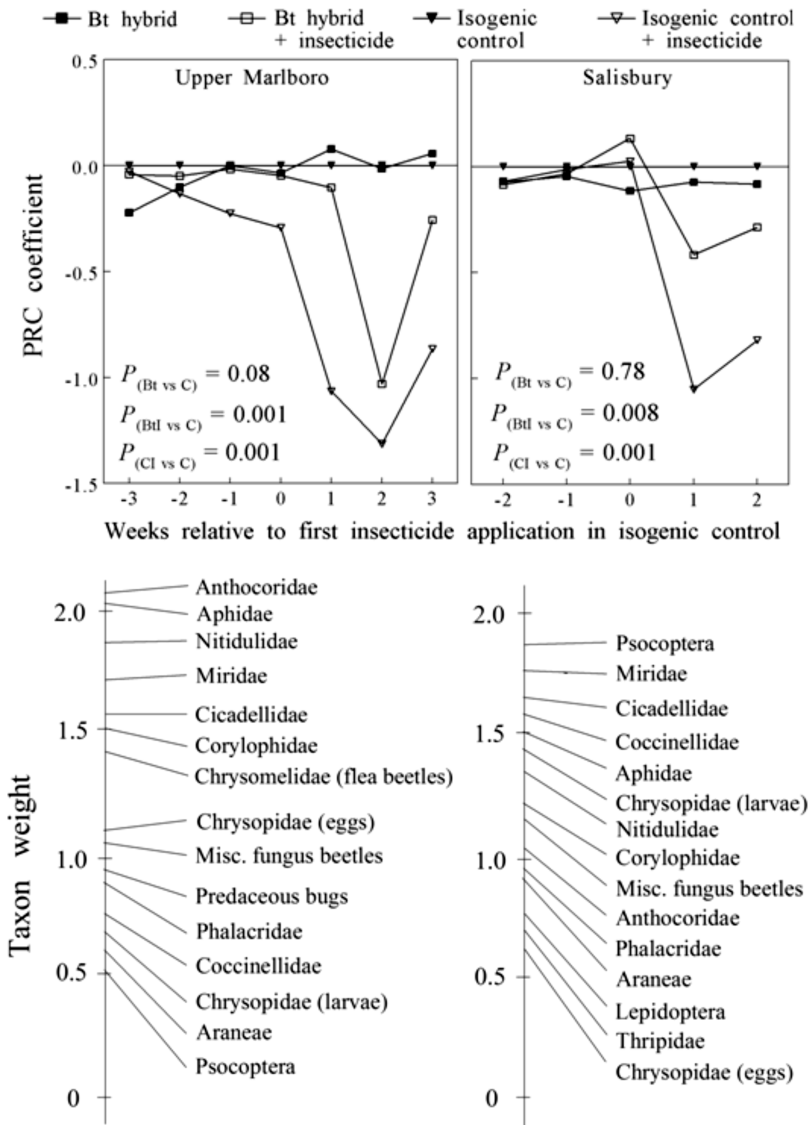 Bt hybrid
Bt hybrid
+ insecticide
Isogenic
control
Isogenic control
+ insecticide
Upper Marlboro
Salisbury
PRC coefficient
0.5
0.0
-0.5
-1.0
-1.5
P(Bt vs C) = 0.08
P(BtI vs C) = 0.001
P(CI vs C) = 0.001
P(Bt vs C) = 0.78
P(BtI vs C) = 0.008
P(CI vs C) = 0.001
-3 -2 -1 0 1 2 3
-2 -1 0 1 2
Weeks relative to first insecticide application in isogenic control
Taxon weight
2.0
1.5
1.0
0.5
0
Anthocoridae
Aphidae
Nitidulidae
Miridae
Cicadellidae
Corylophidae
Chrysomelidae (flea beetles)
Chrysopidae (eggs)
Misc. fungus beetles
Predaceous bugs
Phalacridae
Coccinellidae
Chrysopidae (larvae)
Araneae
Psocoptera
2.0
1.5
1.0
0.5
0
Psocoptera
Miridae
Cicadellidae
Coccinellidae
Aphidae
Chrysopidae (larvae)
Nitidulidae
Corylophidae
Misc. fungus beetles
Anthocoridae
Phalacridae
Araneae
Lepidoptera
Thripidae
Chrysopidae (eggs)